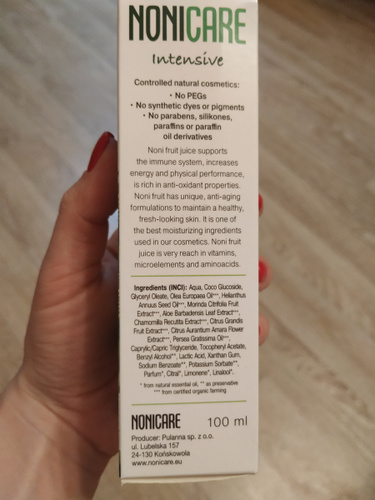 NONICARE
Intensive
Controlled natural cosmetics:
• No PEGs
• No synthetic dyes or pigments
• No parabens, silicones,
paraffins or paraffin
oil derivatives
Noni fruit juice supports
the immune system, increases
energy and physical performance,
is rich in anti-oxidant properties.
Noni fruit has unique, anti-aging
formulations to maintain a healthy,
fresh-looking skin. It is one of
the best moisturizing ingredients
used in our cosmetics. Noni fruit
juice is very reach in vitamins,
microelements and aminoacids.
Ingredients (INCI): Aqua, Coco Glucoside,
Glyceryl Oleate, Olea Europaea Oil***, Helianthus
Annuus Seed Oil***, Morinda Citrifolia Fruit
Extract***, Aloe Barbadensis Leaf Extract***,
Chamomilla Recutita Extract***, Citrus Grandis
Fruit Extract***, Citrus Aurantium Amara Flower
Extract***, Persea Gratissima Oil***,
Caprylic/Capric Triglyceride, Tocopheryl Acetate,
Benzyl Alcohol**, Lactic Acid, Xanthan Gum,
Sodium Benzoate**, Potassium Sorbate**,
Parfum*, Citral*, Limonene*, Linalool*.
* from natural essential oil, ** as preservative
*** from certified organic farming
NONICARE 100 ml
Producer: Pulanna sp. z o.o.
ul. Lubelska 157
24-130 Końskowola
www.nonicare.eu